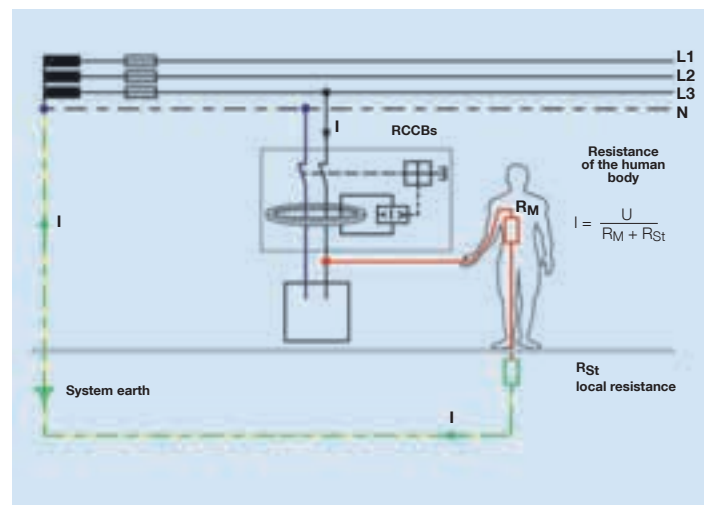 L1
L2
L3
N
I
RCCBs
Resistance
of the human
body
RM
I = U / RM + RSt
I
RSt
local resistance
System earth
I